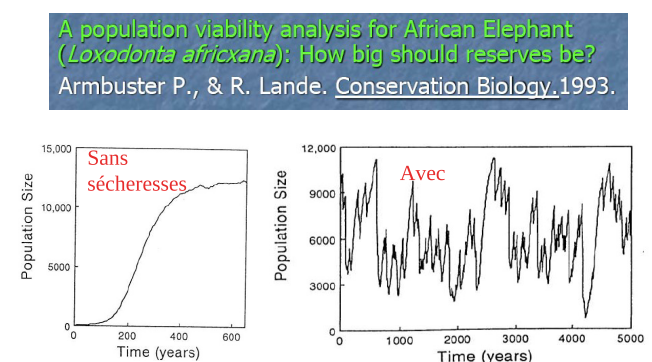 A population viability analysis for African Elephant
(Loxodonta africxana): How big should reserves be?
Armbuster P., & R. Lande. Conservation Biology.1993.
Sans
sécheresses
15,000
10,000
5000
0
Population Size
0
200
400
600
Time (years)
Avec
12,000
9000
6000
3000
0
Population Size
0
1000
2000
3000
4000
5000
Time (years)